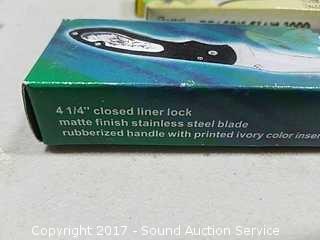 4 1/4" closed liner lock
matte finish stainless steel blade
rubberized handle with printed ivory color inser
Copyright 2017 - Sound Auction Service